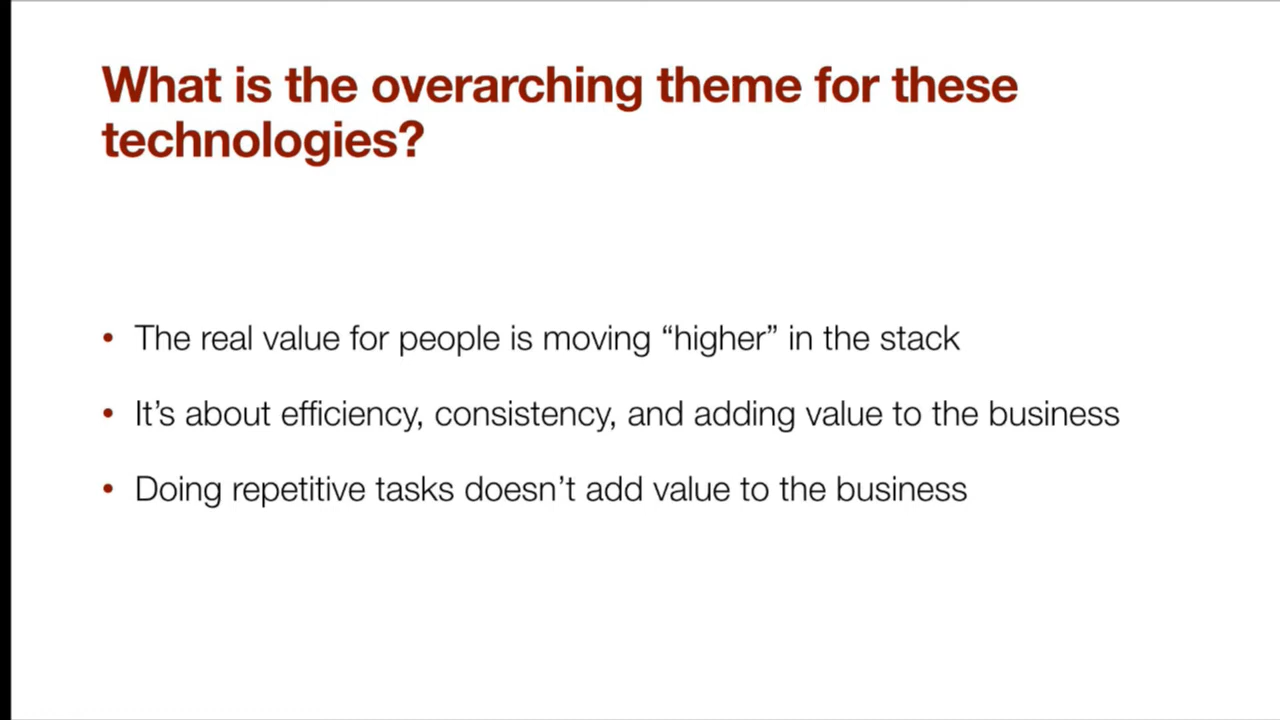 What is the overarching theme for these
technologies?
• The real value for people is moving “higher” in the stack
• It’s about efficiency, consistency, and adding value to the business
• Doing repetitive tasks doesn’t add value to the business